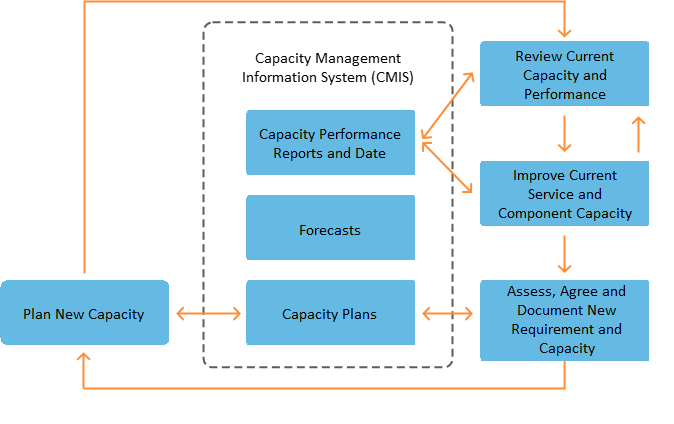 Capacity Management
Information System (CMIS)
Review Current
Capacity and
Performance
Capacity Performance
Reports and Date
Improve Current
Service and
Component Capacity
Forecasts
Plan New Capacity
Capacity Plans
Assess, Agree and
Document New
Requirement and
Capacity